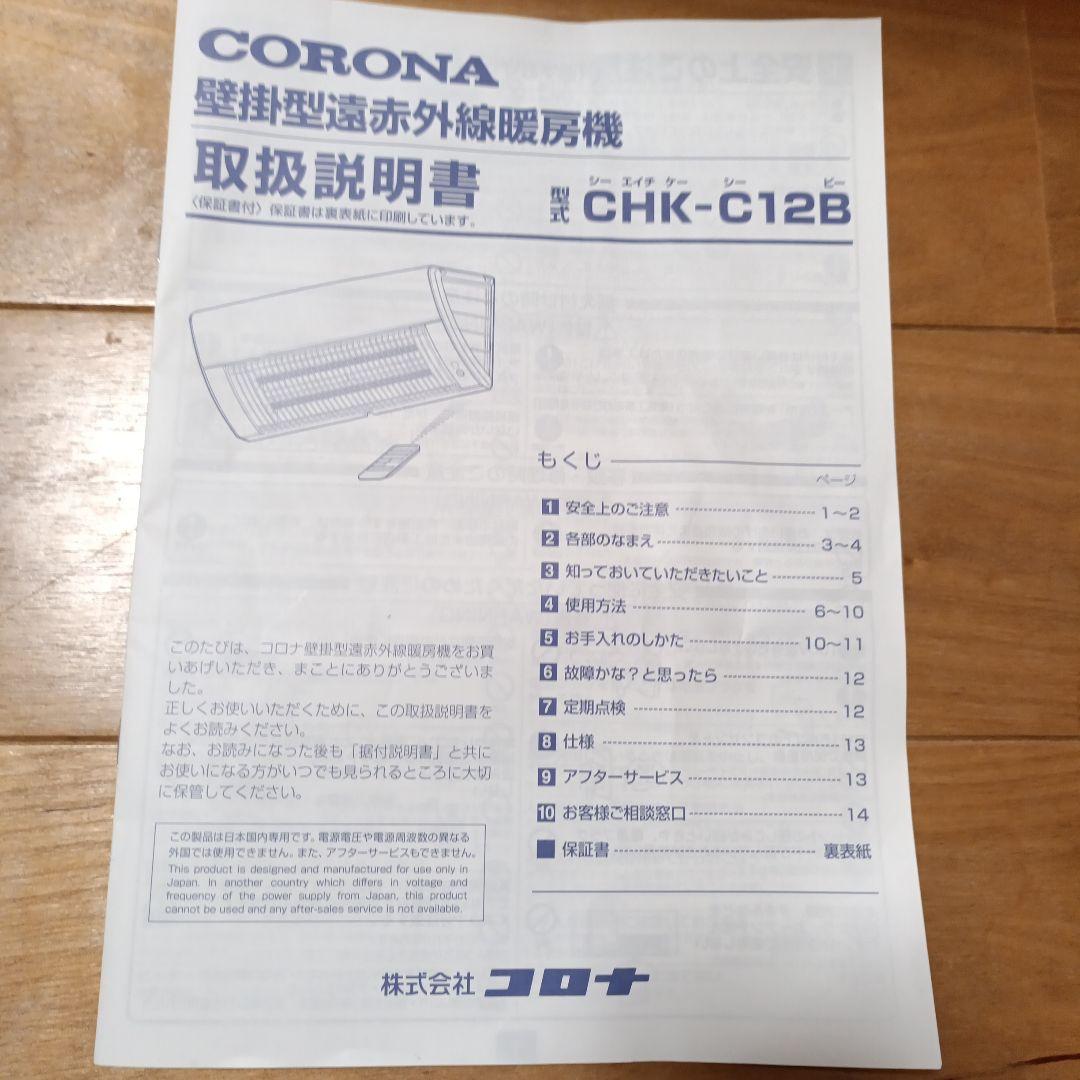 CORONA
壁掛型遠赤外線暖房機
取扱説明書
〈保証書付〉保証書は裏表紙に印刷しています。
型式
シー エイチ ケー シー ビー
CHK-C12B
もくじ
ページ
1 安全上のご注意 1〜2
2 各部のなまえ 3〜4
3 知っておいていただきたいこと 5
4 使用方法 6〜10
5 お手入れのしかた 10〜11
6 故障かな？と思ったら 12
7 定期点検 12
8 仕様 13
9 アフターサービス 13
10 お客様ご相談窓口 14
■ 保証書 裏表紙
このたびは、コロナ壁掛型遠赤外線暖房機をお買
いあげいただき、まことにありがとうございま
した。
正しくお使いいただくために、この取扱説明書を
よくお読みください。
なお、お読みになった後も「据付説明書」と共に
お使いになる方がいつでも見られるところに大切
に保管してください。
この製品は日本国内専用です。電源電圧や電源周波数の異なる
外国では使用できません。また、アフターサービスもできません。
This product is designed and manufactured for use only in
Japan. In another country which differs in voltage and
frequency of the power supply from Japan, this product
cannot be used and any after-sales service is not available.
株式会社 コロナ